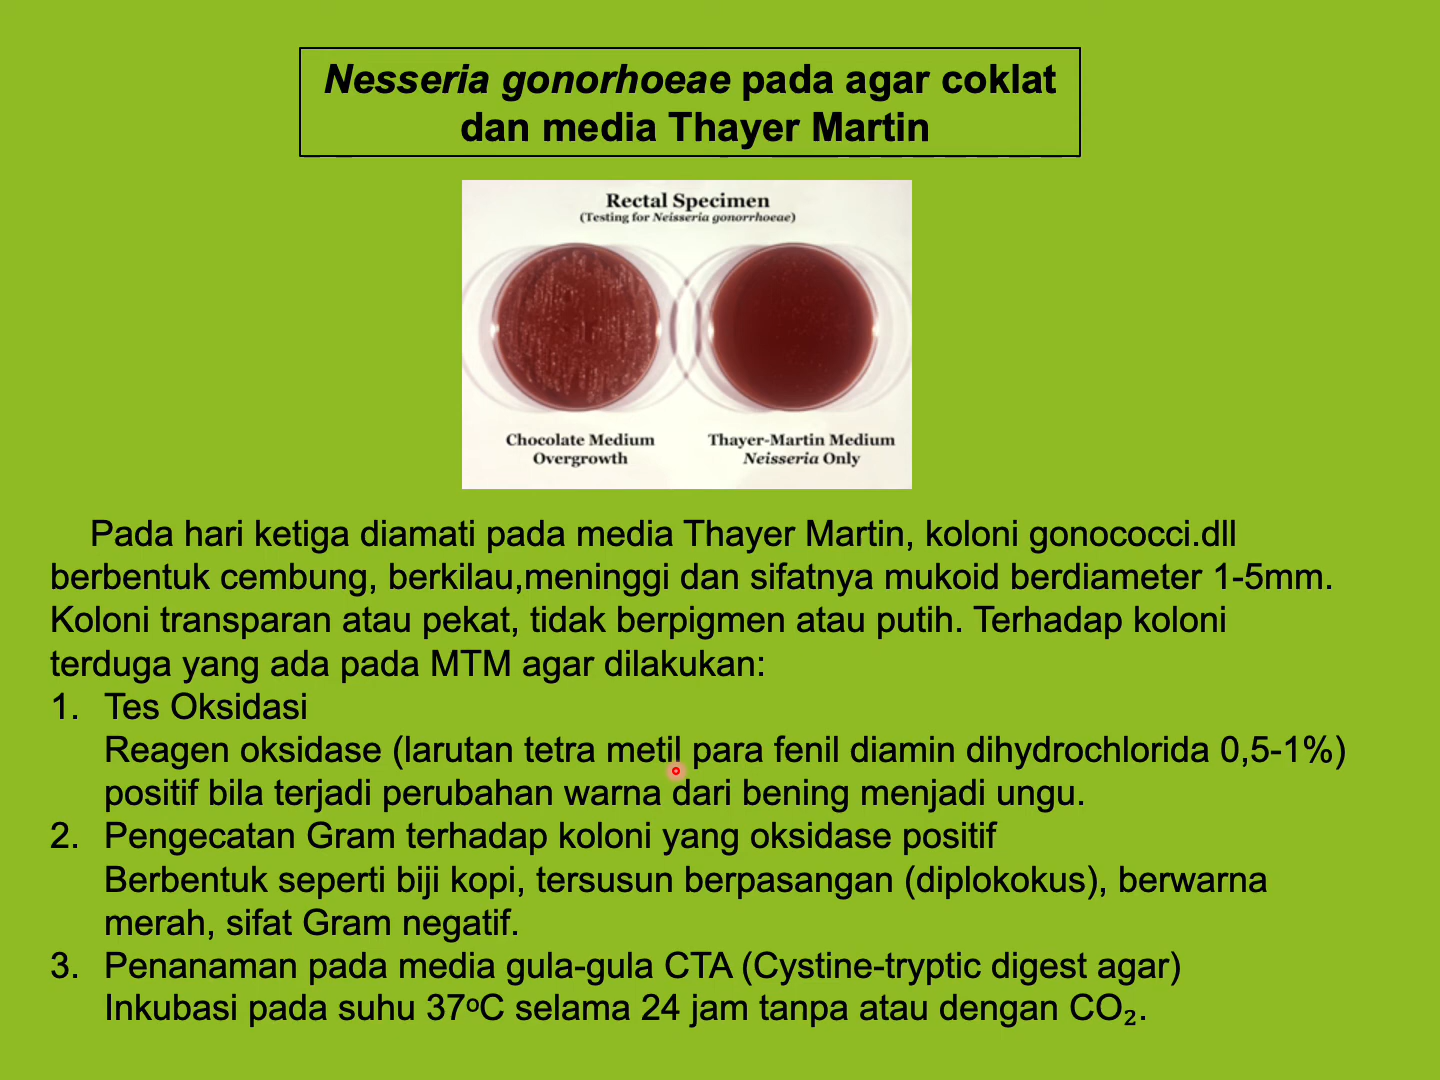 Nesseria gonorhoeae pada agar coklat
dan media Thayer Martin
Rectal Specimen
(Testing for Neisseria gonorrhoeae)
Chocolate Medium
Overgrowth
Thayer-Martin Medium
Neisseria Only
Pada hari ketiga diamati pada media Thayer Martin, koloni gonococci.dll
berbentuk cembung, berkilau,meninggi dan sifatnya mukoid berdiameter 1-5mm.
Koloni transparan atau pekat, tidak berpigmen atau putih. Terhadap koloni
terduga yang ada pada MTM agar dilakukan:
1. Tes Oksidasi
Reagen oksidase (larutan tetra metil para fenil diamin dihydrochlorida 0,5-1%)
positif bila terjadi perubahan warna dari bening menjadi ungu.
2. Pengecatan Gram terhadap koloni yang oksidase positif
Berbentuk seperti biji kopi, tersusun berpasangan (diplokokus), berwarna
merah, sifat Gram negatif.
3. Penanaman pada media gula-gula CTA (Cystine-tryptic digest agar)
Inkubasi pada suhu 37ºC selama 24 jam tanpa atau dengan CO₂.